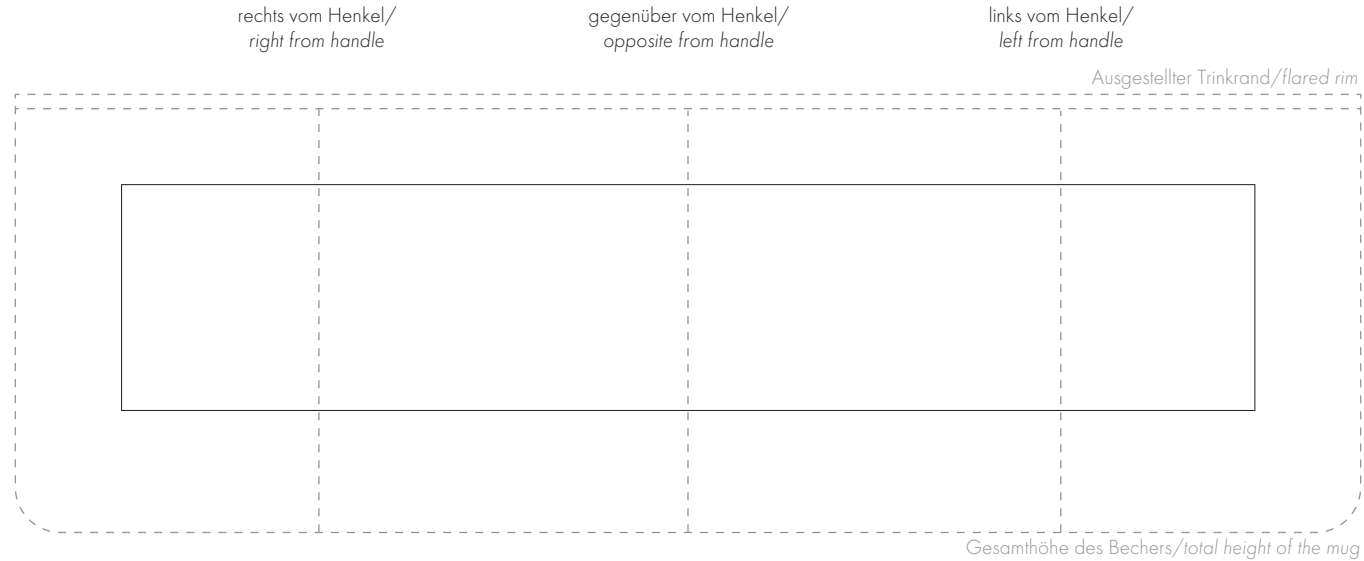 rechts vom Henkel/
right from handle
gegenüber vom Henkel/
opposite from handle
links vom Henkel/
left from handle
Ausgestellter Trinkrand/flared rim
Gesamthöhe des Bechers/total height of the mug